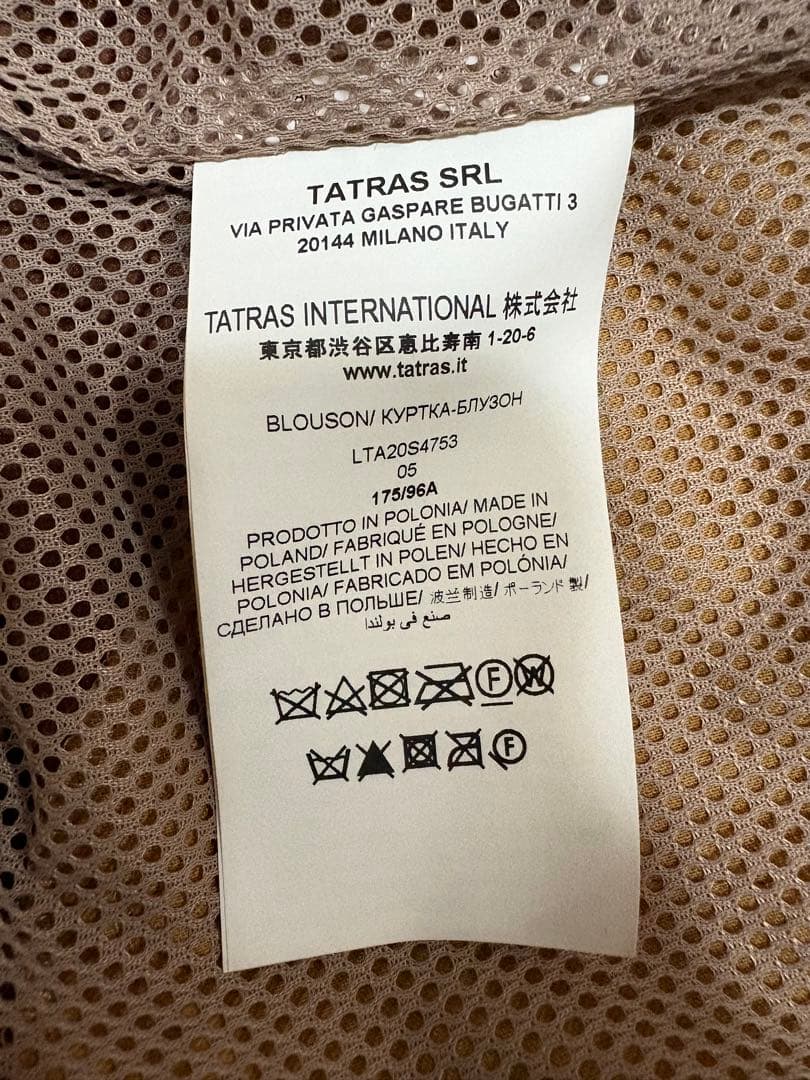 TATRAS SRL
VIA PRIVATA GASPARE BUGATTI 3
20144 MILANO ITALY
TATRAS INTERNATIONAL 株式会社
東京都渋谷区恵比寿南 1-20-6
www.tatras.it
BLOUSON/ КУРТКА-БЛУЗОН
LTA20S4753
05
175/96A
PRODOTTO IN POLONIA/ MADE IN
POLAND/ FABRIQUÉ EN POLOGNE/
HERGESTELLT IN POLEN/ HECHO EN
POLONIA/ FABRICADO EM POLÓNIA/
СДЕЛАНО В ПОЛЬШЕ/ 波兰制造/ ポーランド製/
صنع في بولندا
F W
F